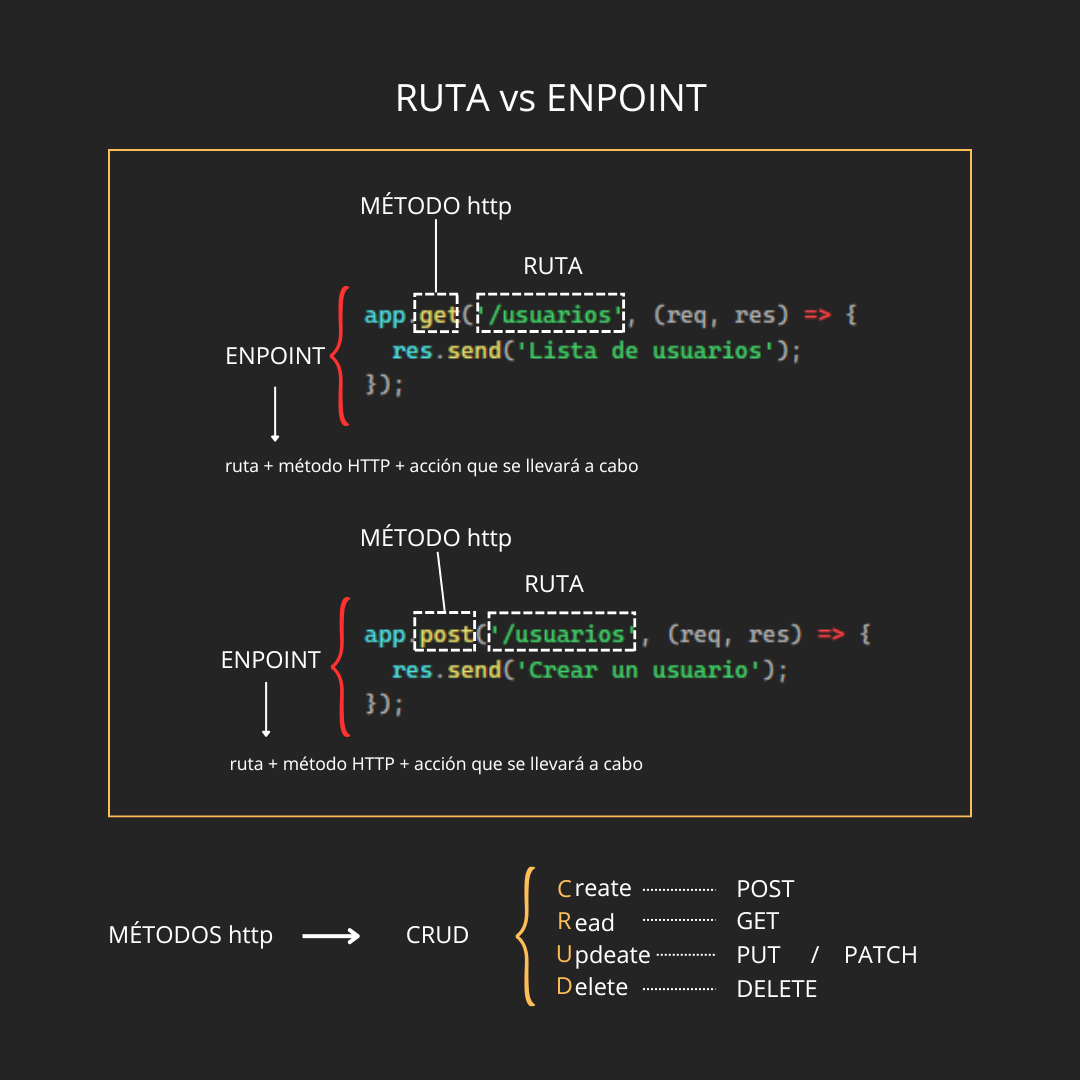 RUTA vs ENPOINT
MÉTODO http
RUTA
app.get('/usuarios', (req, res) => {
ENPOINT
res.send('Lista de usuarios');
});
ruta + método HTTP + acción que se llevará a cabo
MÉTODO http
RUTA
app.post('/usuarios', (req, res) => {
ENPOINT
res.send('Crear un usuario');
});
ruta + método HTTP + acción que se llevará a cabo
MÉTODOS http
CRUD
Create POST
Read GET
Updeate PUT / PATCH
Delete DELETE